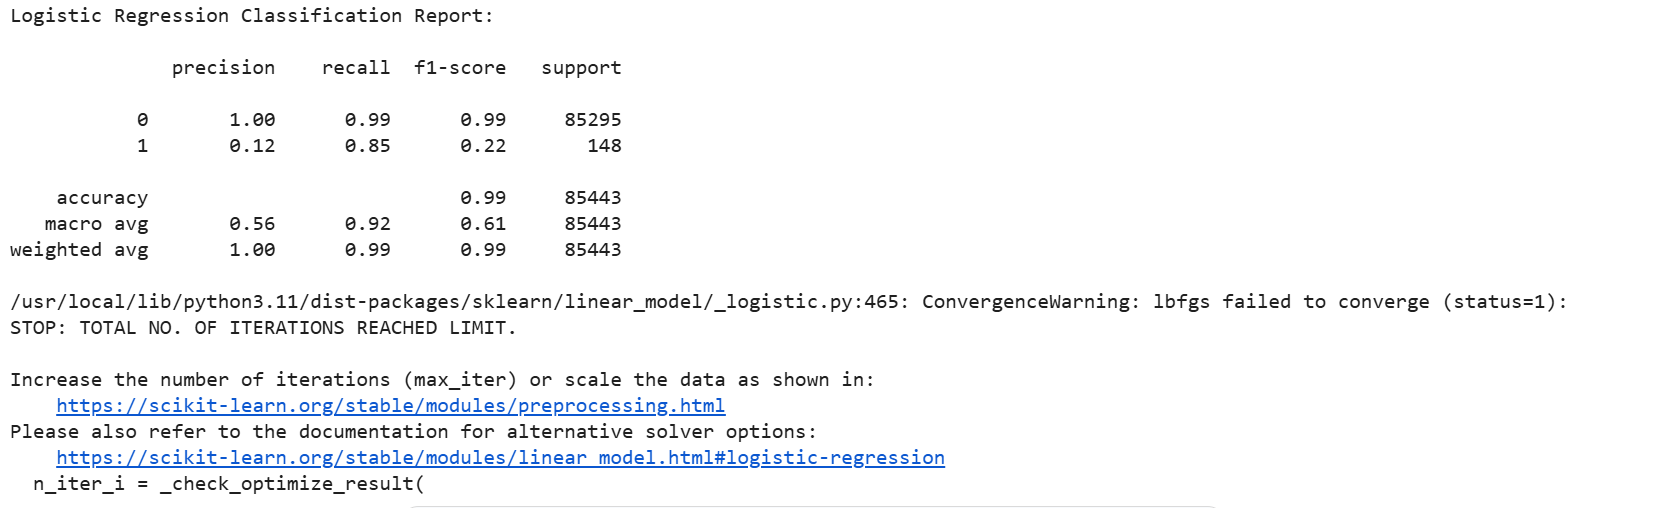 Logistic Regression Classification Report:
precision recall f1-score support
0 1.00 0.99 0.99 85295
1 0.12 0.85 0.22 148
accuracy 0.99 85443
macro avg 0.56 0.92 0.61 85443
weighted avg 1.00 0.99 0.99 85443
/usr/local/lib/python3.11/dist-packages/sklearn/linear_model/_logistic.py:465: ConvergenceWarning: lbfgs failed to converge (status=1):
STOP: TOTAL NO. OF ITERATIONS REACHED LIMIT.
Increase the number of iterations (max_iter) or scale the data as shown in:
https://scikit-learn.org/stable/modules/preprocessing.html
Please also refer to the documentation for alternative solver options:
https://scikit-learn.org/stable/modules/linear_model.html#logistic-regression
n_iter_i = _check_optimize_result(